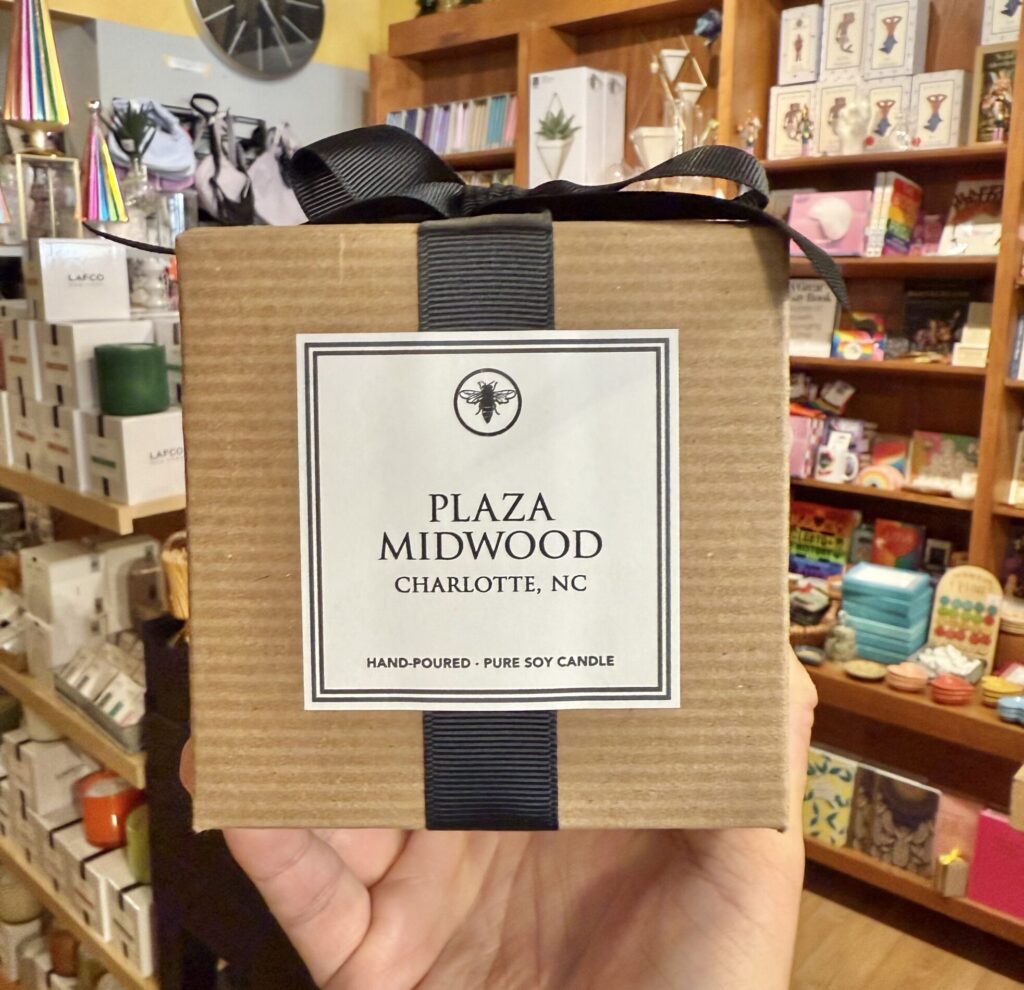 PLAZA
MIDWOOD
CHARLOTTE, NC
HAND-POURED · PURE SOY CANDLE
LAFCO
LAFCO